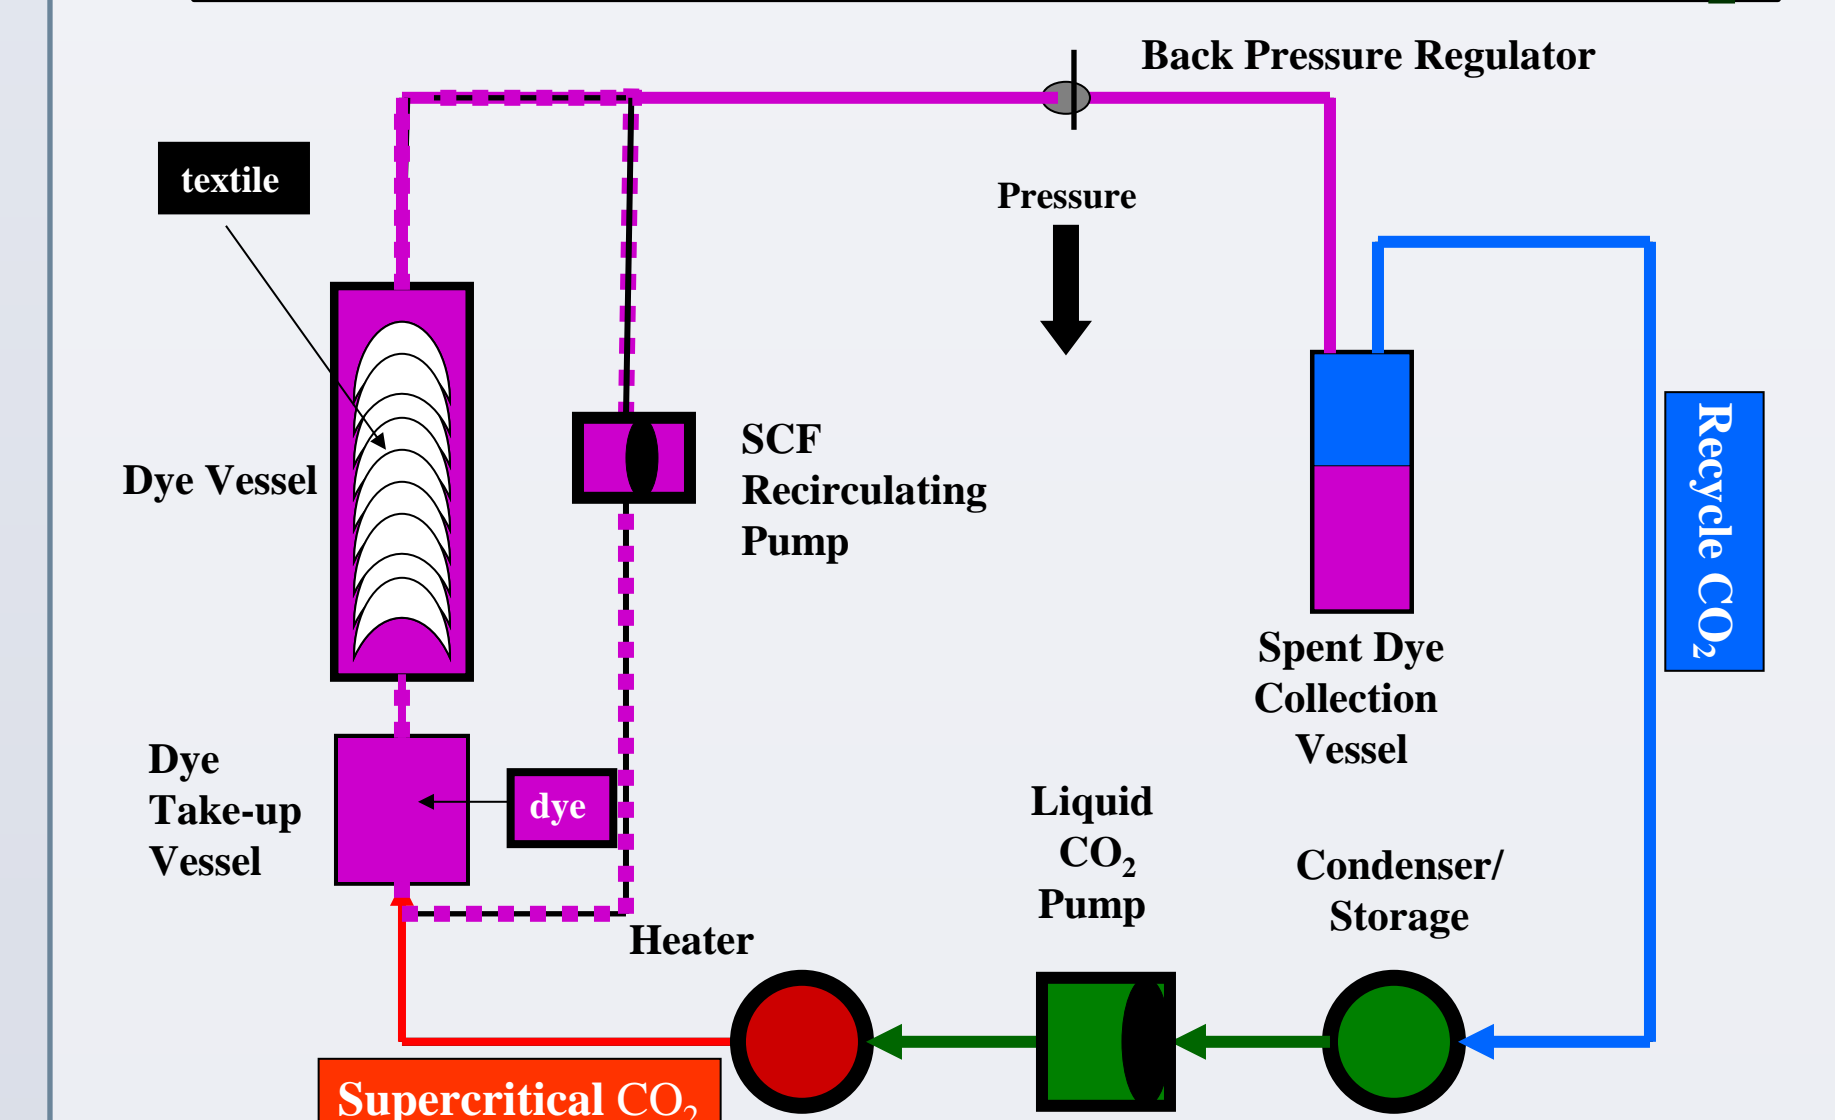 Back Pressure Regulator
textile
Pressure
SCF
Recirculating
Pump
Dye Vessel
Recycle CO₂
Spent Dye
Collection
Vessel
Dye
Take-up
Vessel
dye
Liquid
CO₂
Pump
Condenser/
Storage
Heater
Supercritical CO₂